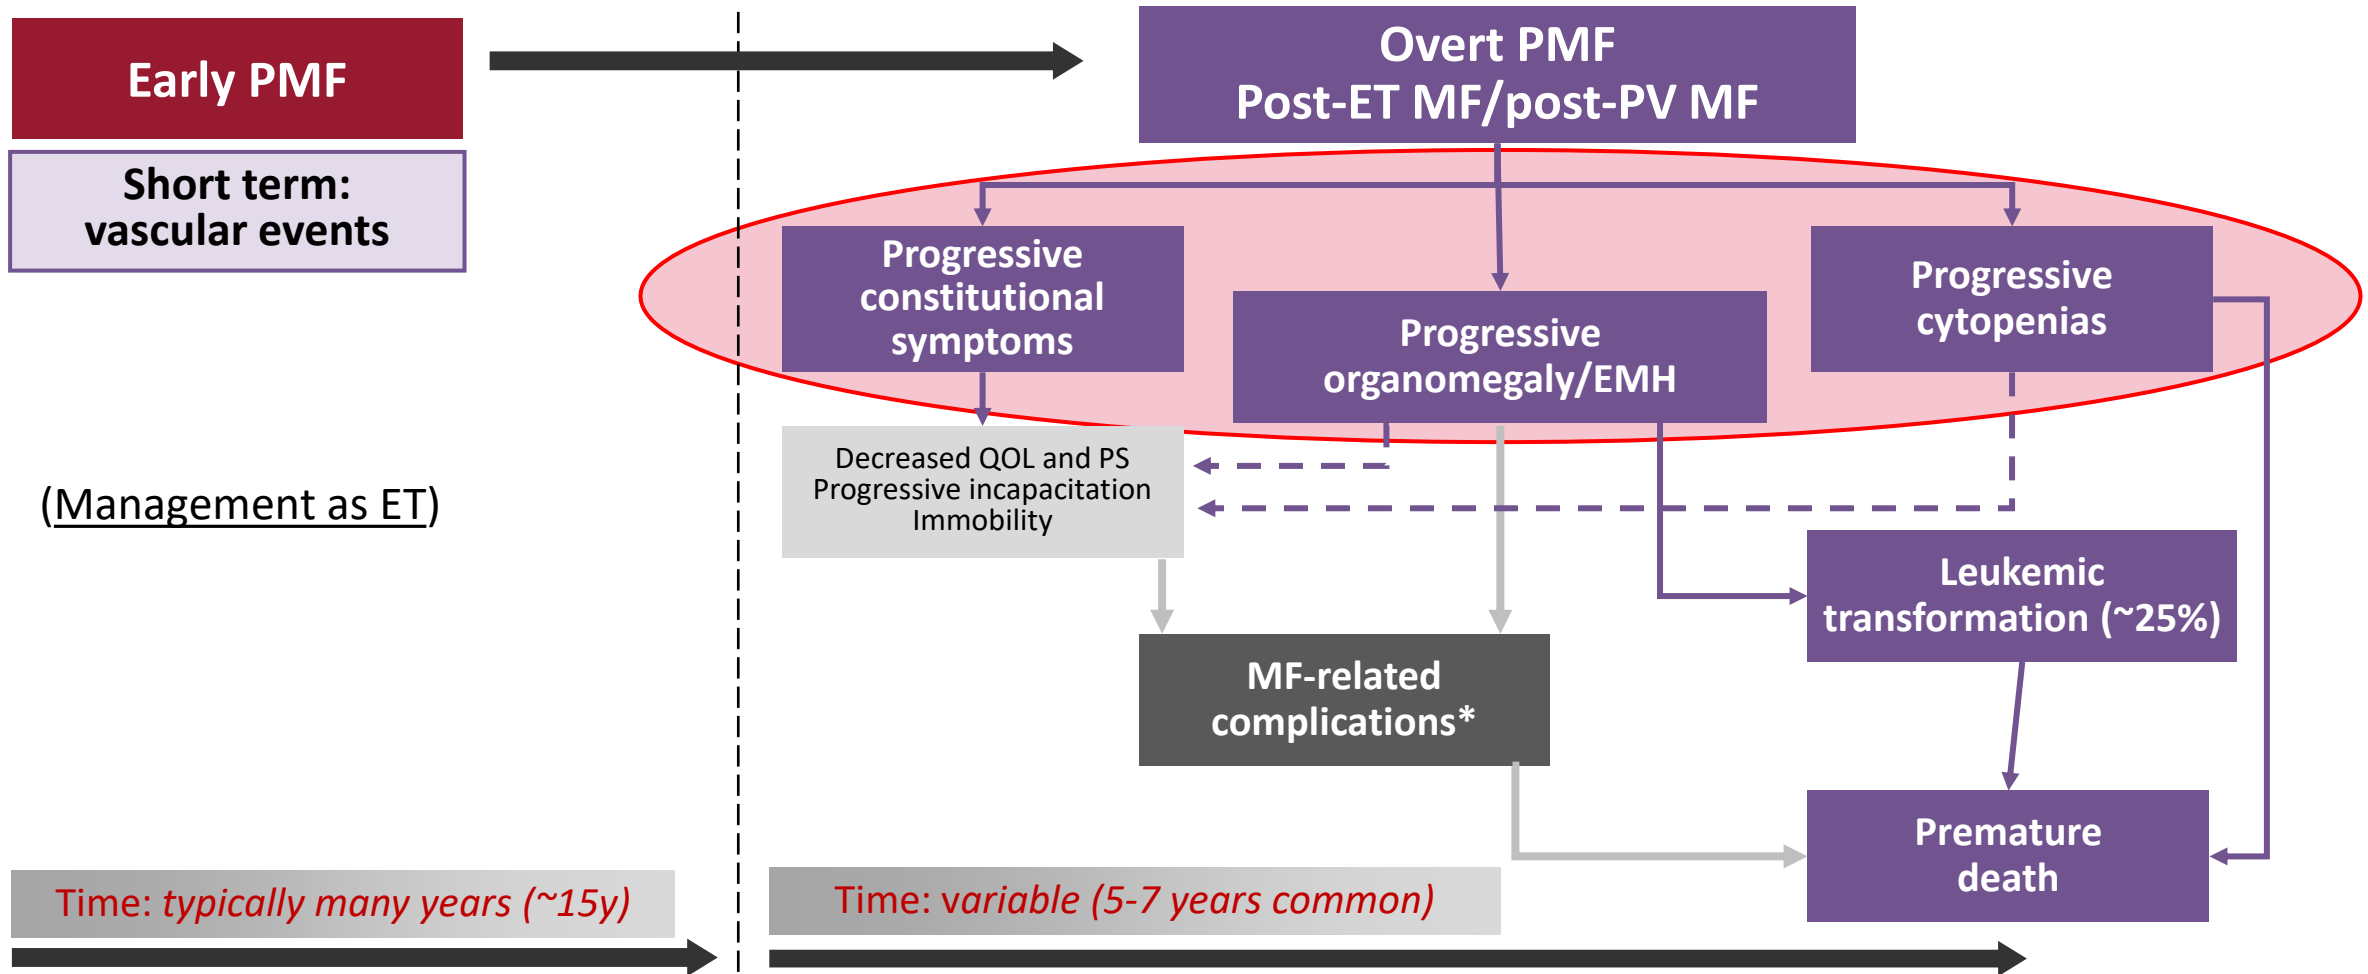 Early PMF
Short term:
vascular events
(Management as ET)
Time: typically many years (~15y)
Overt PMF
Post-ET MF/post-PV MF
Progressive
constitutional
symptoms
Progressive
organomegaly/EMH
Progressive
cytopenias
Decreased QOL and PS
Progressive incapacitation
Immobility
Leukemic
transformation (~25%)
MF-related
complications*
Premature
death
Time: variable (5-7 years common)